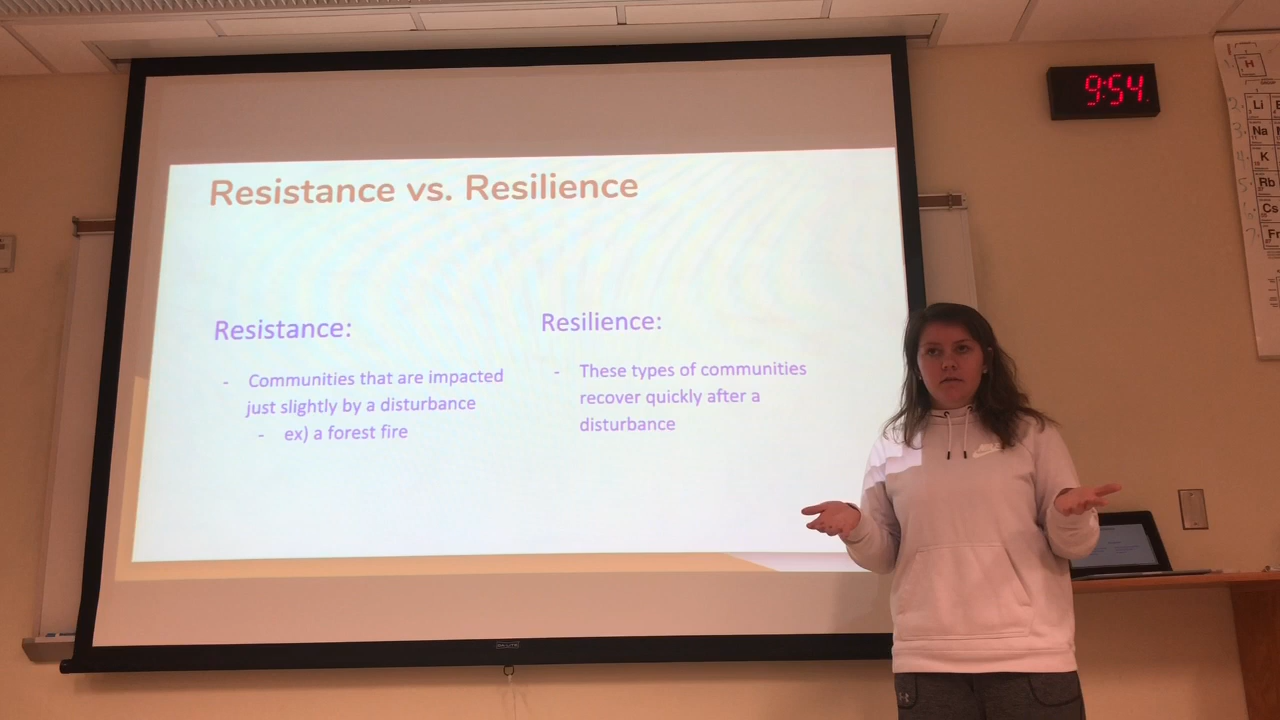 Resistance vs. Resilience
Resistance:
- Communities that are impacted
just slightly by a disturbance
- ex) a forest fire
Resilience:
- These types of communities
recover quickly after a
disturbance
9:54
H
Li
Na
K
Rb
Cs
Fr